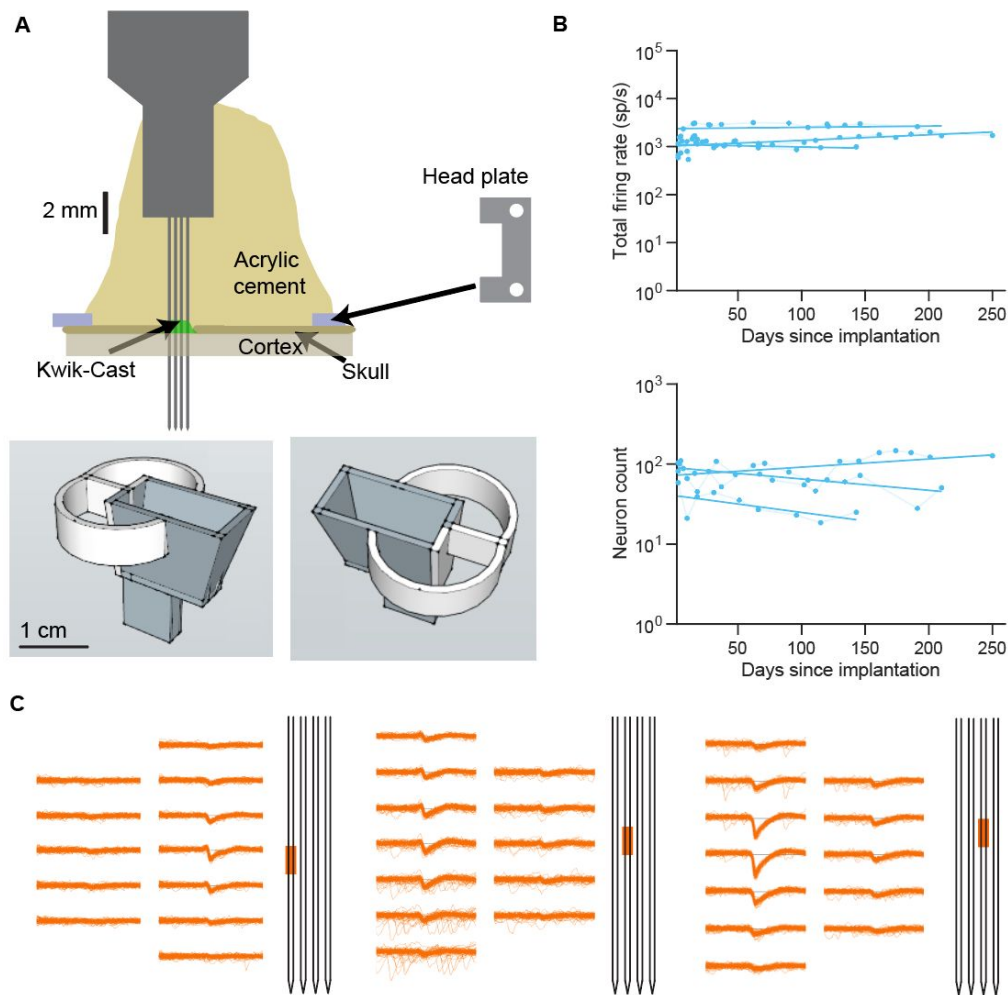 A
2 mm
Head plate
Acrylic
cement
Cortex
Kwik-Cast
Skull
1 cm
B
Total firing rate (sp/s)
10⁵
10⁴
10³
10²
10¹
10⁰
50 100 150 200 250
Days since implantation
Neuron count
10³
10²
10¹
10⁰
50 100 150 200 250
Days since implantation
C